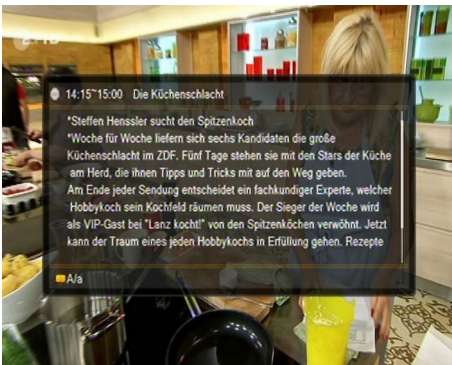 14:15~15:00 Die Küchenschlacht
*Steffen Henssler sucht den Spitzenkoch
*Woche für Woche liefern sich sechs Kandidaten die große
Küchenschlacht im ZDF. Fünf Tage stehen sie mit den Stars der Küche
am Herd, die ihnen Tipps und Tricks mit auf den Weg geben.
Am Ende jeder Sendung entscheidet ein fachkundiger Experte, welcher
Hobbykoch sein Kochfeld räumen muss. Der Sieger der Woche wird
als VIP-Gast bei "Lanz kocht!" von den Spitzenköchen verwöhnt. Jetzt
kann der Traum eines jeden Hobbykochs in Erfüllung gehen. Rezepte
A/a